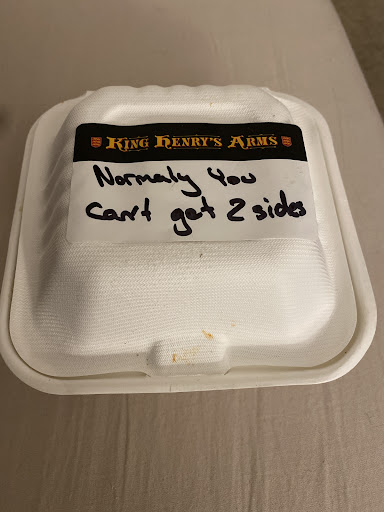 KING HENRY'S ARMS
Normaly You
can't get 2 sides